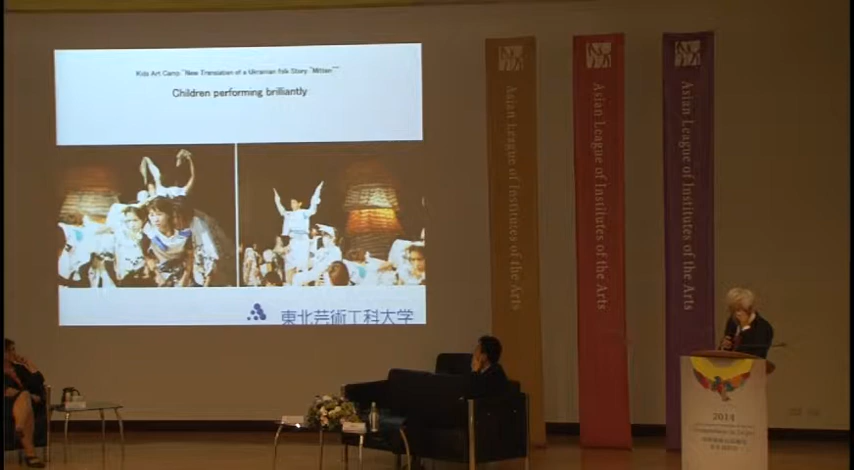 Kids Art Camp "New Translation of a Ukrainian folk Story "Mitten""
Children performing brilliantly
東北芸術工科大学
Asian League of Institutes of the Arts
Asian League of Institutes of the Arts
Asian League of Institutes of the Arts
2014